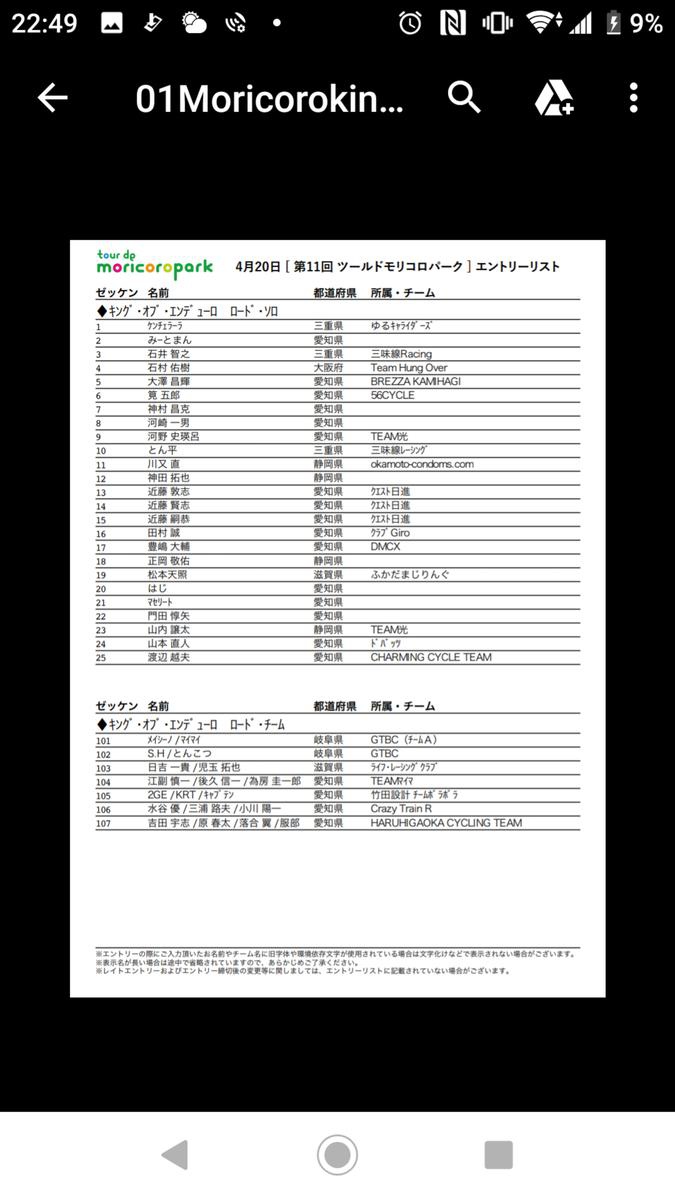 22:49 9%
01Moricorokin...
tour de
moricoropark 4月20日 [ 第11回 ツールドモリコロパーク ] エントリーリスト
ゼッケン 名前 都道府県 所属・チーム
◆ｷﾝｸﾞ・ｵﾌﾞ・ｴﾝﾃﾞｭｰﾛ ﾛｰﾄﾞ・ｿﾛ
1 ｹﾝﾁｪﾗｰﾗ 三重県 ゆるｷｬﾗｲﾀﾞｰｽﾞ
2 みーとまん 愛知県
3 石井 智之 三重県 三味線Racing
4 石村 佑樹 大阪府 Team Hung Over
5 大澤 昌輝 愛知県 BREZZA KAMIHAGI
6 筧 五郎 愛知県 56CYCLE
7 神村 昌克 愛知県
8 河崎 一男 愛知県
9 河野 史瑛呂 愛知県 TEAM光
10 とん平 三重県 三味線ﾚｰｼﾝｸﾞ
11 川又 直 静岡県 okamoto-condoms.com
12 神田 拓也 静岡県
13 近藤 敦志 愛知県 ｸｴｽﾄ日進
14 近藤 賢志 愛知県 ｸｴｽﾄ日進
15 近藤 嗣恭 愛知県 ｸｴｽﾄ日進
16 田村 誠 愛知県 ｸﾗﾌﾞGiro
17 豊嶋 大輔 愛知県 DMCX
18 正岡 敬佑 静岡県
19 松本天照 滋賀県 ふかだまじりんぐ
20 はじ 愛知県
21 ﾏｾﾘｰﾄ 愛知県
22 門田 惇矢 愛知県
23 山内 譲太 静岡県 TEAM光
24 山本 直人 愛知県 ﾄﾞﾊﾞｯﾂ
25 渡辺 越夫 愛知県 CHARMING CYCLE TEAM
ゼッケン 名前 都道府県 所属・チーム
◆ｷﾝｸﾞ・ｵﾌﾞ・ｴﾝﾃﾞｭｰﾛ ﾛｰﾄﾞ・ﾁｰﾑ
101 ﾒｲｼｰﾉ /ﾏｲﾏｲ 岐阜県 GTBC（ﾁｰﾑA）
102 S.H /とんこつ 岐阜県 GTBC
103 日吉 一貴 /児玉 拓也 滋賀県 ﾗｲﾌ・ﾚｰｼﾝｸﾞｸﾗﾌﾞ
104 江副 慎一 /後久 信一 /為房 圭一郎 愛知県 TEAMﾏｲﾏ
105 2GE /KRT /ｷｬﾌﾟﾃﾝ 愛知県 竹田設計 ﾁｰﾑﾎﾞﾗﾎﾞﾗ
106 水谷 優 /三浦 路夫 /小川 陽一 愛知県 Crazy Train R
107 吉田 宇志 /原 春太 /落合 翼 /服部 愛知県 HARUHIGAOKA CYCLING TEAM
※エントリーの際にご入力頂いたお名前やチーム名に旧字体や環境依存文字が使用されている場合は文字化けなどで表示されない場合がございます。
※表示名が長い場合は途中で省略されていますので、あらかじめご了承ください。
※レイトエントリーおよびエントリー締切後の変更等に関しましては、エントリーリストに記載されていない場合がございます。